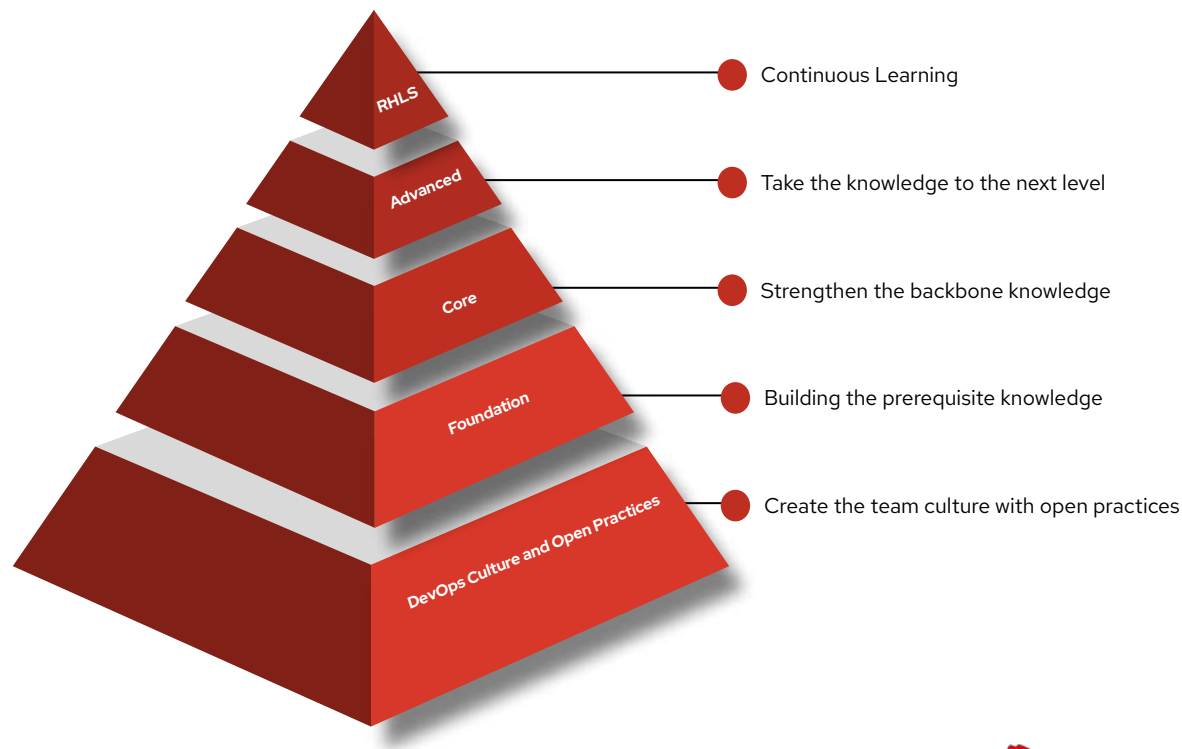 RHLS
Continuous Learning
Advanced
Take the knowledge to the next level
Core
Strengthen the backbone knowledge
Foundation
Building the prerequisite knowledge
DevOps Culture and Open Practices
Create the team culture with open practices